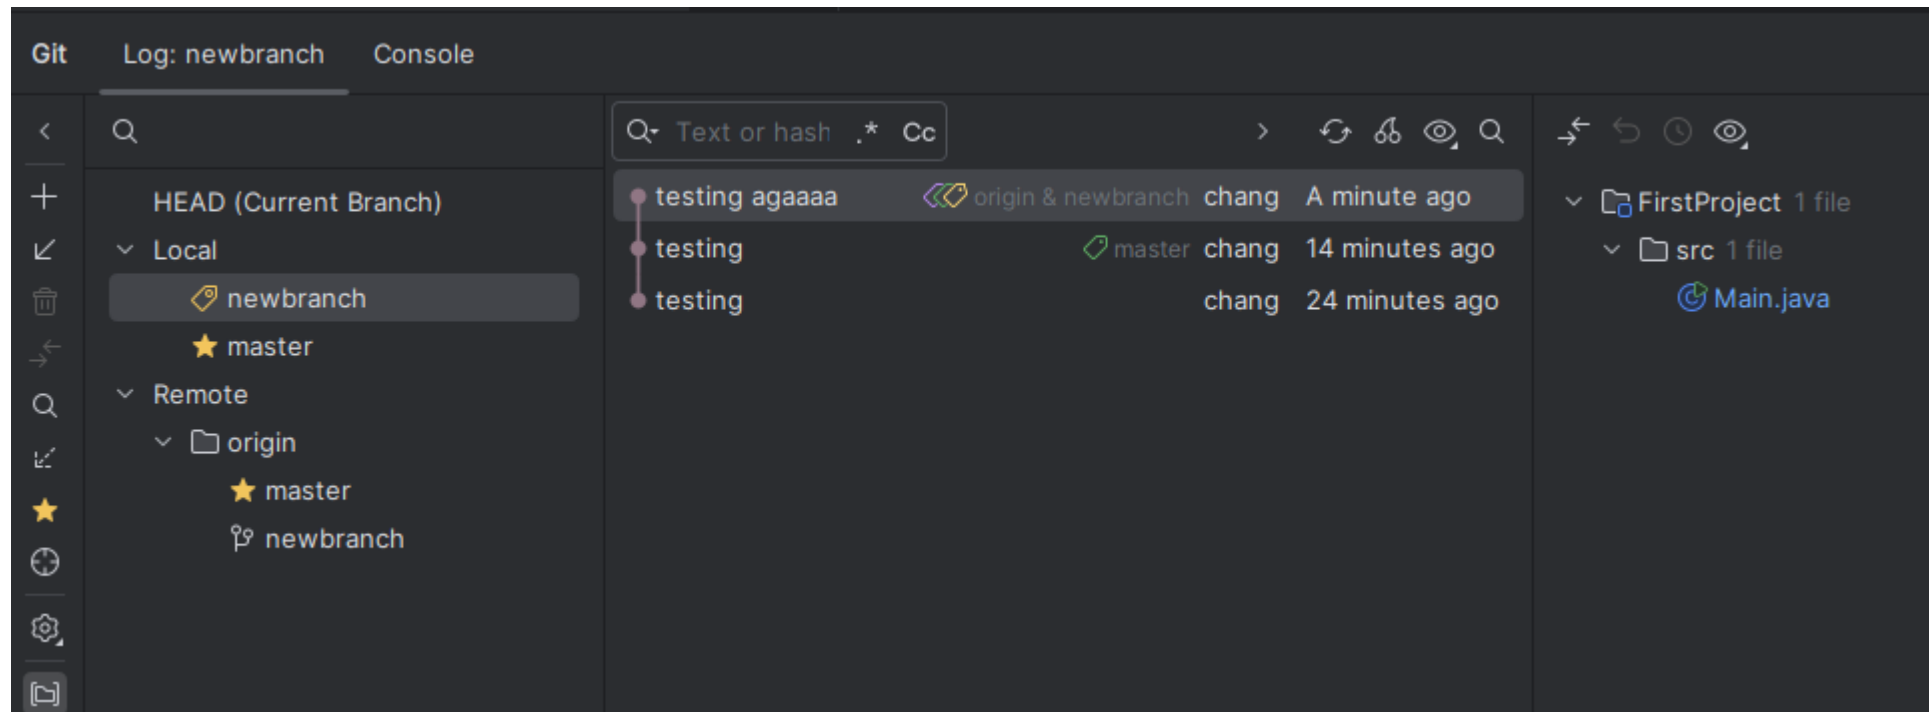 Git Log: newbranch Console
Text or hash .* Cc
HEAD (Current Branch)
Local
newbranch
master
Remote
origin
master
newbranch
testing agaaaa origin & newbranch chang A minute ago
testing master chang 14 minutes ago
testing chang 24 minutes ago
FirstProject 1 file
src 1 file
Main.java